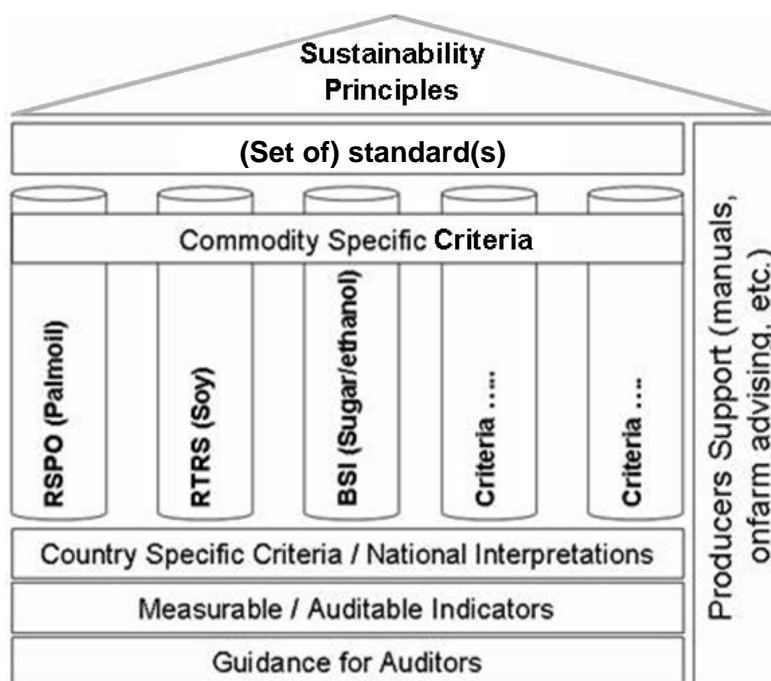 Sustainability
Principles
(Set of) standard(s)
Commodity Specific Criteria
RSPO (Palmoil)
RTRS (Soy)
BSI (Sugar/ethanol)
Criteria .....
Criteria ....
Country Specific Criteria / National Interpretations
Measurable / Auditable Indicators
Guidance for Auditors
Producers Support (manuals,
onfarm advising, etc.)